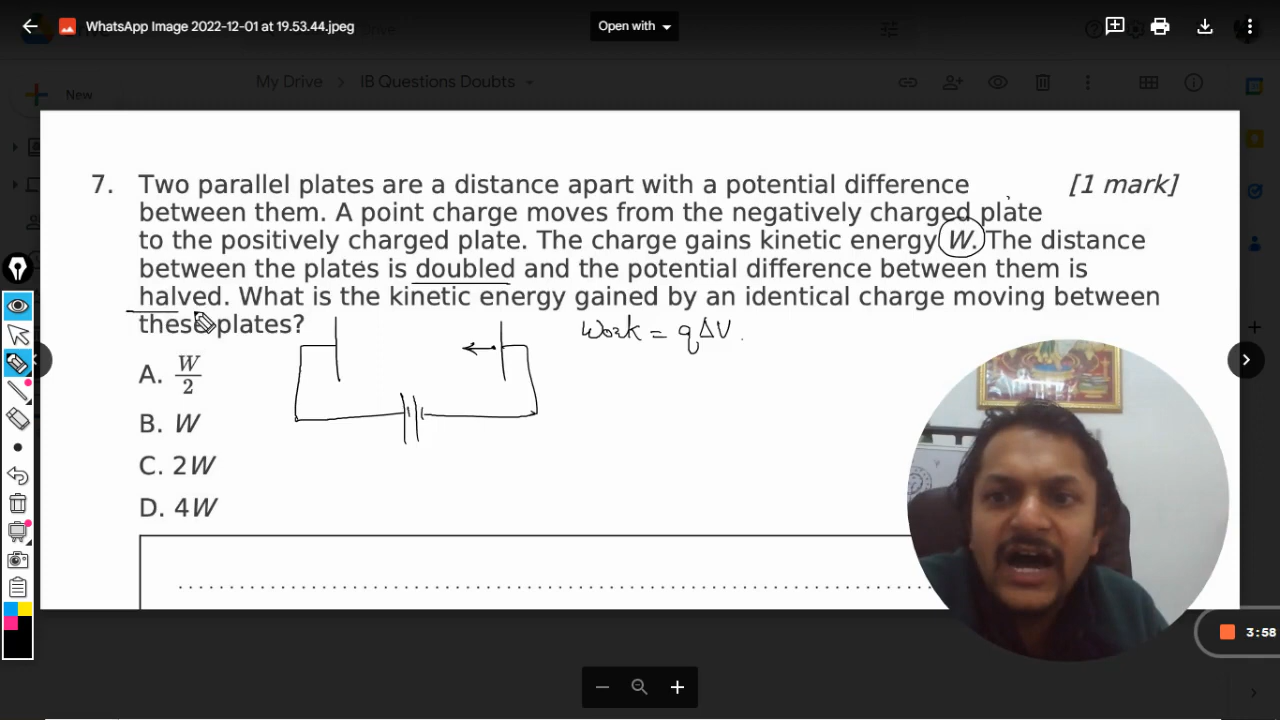 WhatsApp Image 2022-12-01 at 19.53.44.jpeg
Open with
My Drive
IB Questions Doubts
New
7. Two parallel plates are a distance apart with a potential difference [1 mark]
between them. A point charge moves from the negatively charged plate
to the positively charged plate. The charge gains kinetic energy W. The distance
between the plates is doubled and the potential difference between them is
halved. What is the kinetic energy gained by an identical charge moving between
these plates?
Work = qΔV.
A. W/2
B. W
C. 2W
D. 4W
3:58